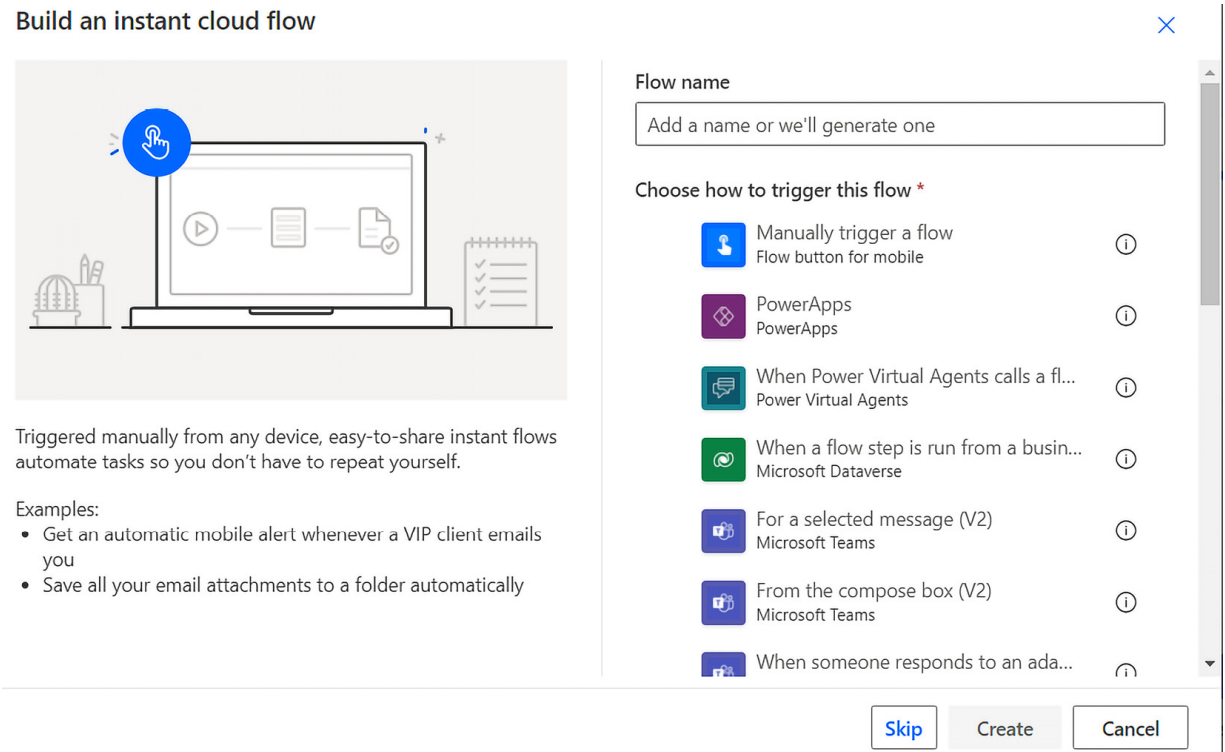 Build an instant cloud flow
Triggered manually from any device, easy-to-share instant flows
automate tasks so you don't have to repeat yourself.
Examples:
• Get an automatic mobile alert whenever a VIP client emails
you
• Save all your email attachments to a folder automatically
Flow name
Add a name or we'll generate one
Choose how to trigger this flow *
Manually trigger a flow
Flow button for mobile
PowerApps
PowerApps
When Power Virtual Agents calls a fl...
Power Virtual Agents
When a flow step is run from a busin...
Microsoft Dataverse
For a selected message (V2)
Microsoft Teams
From the compose box (V2)
Microsoft Teams
When someone responds to an ada...
Skip
Create
Cancel